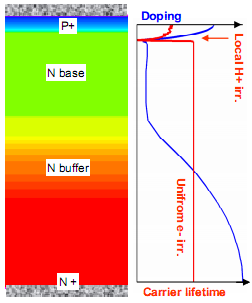 Doping
P+
Local H+ irr.
N base
N buffer
Unifrom e- irr.
N+
Carrier lifetime